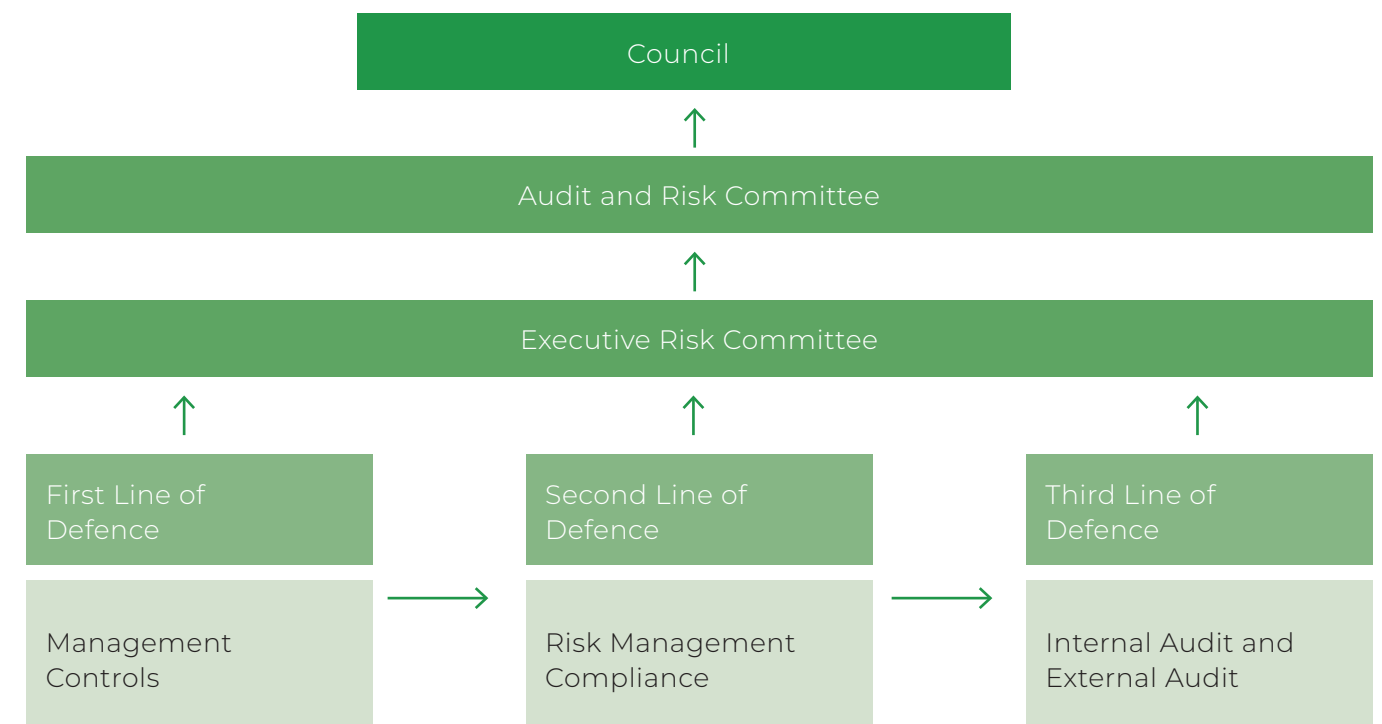 Council
Audit and Risk Committee
Executive Risk Committee
First Line of
Defence
Second Line of
Defence
Third Line of
Defence
Management
Controls
Risk Management
Compliance
Internal Audit and
External Audit